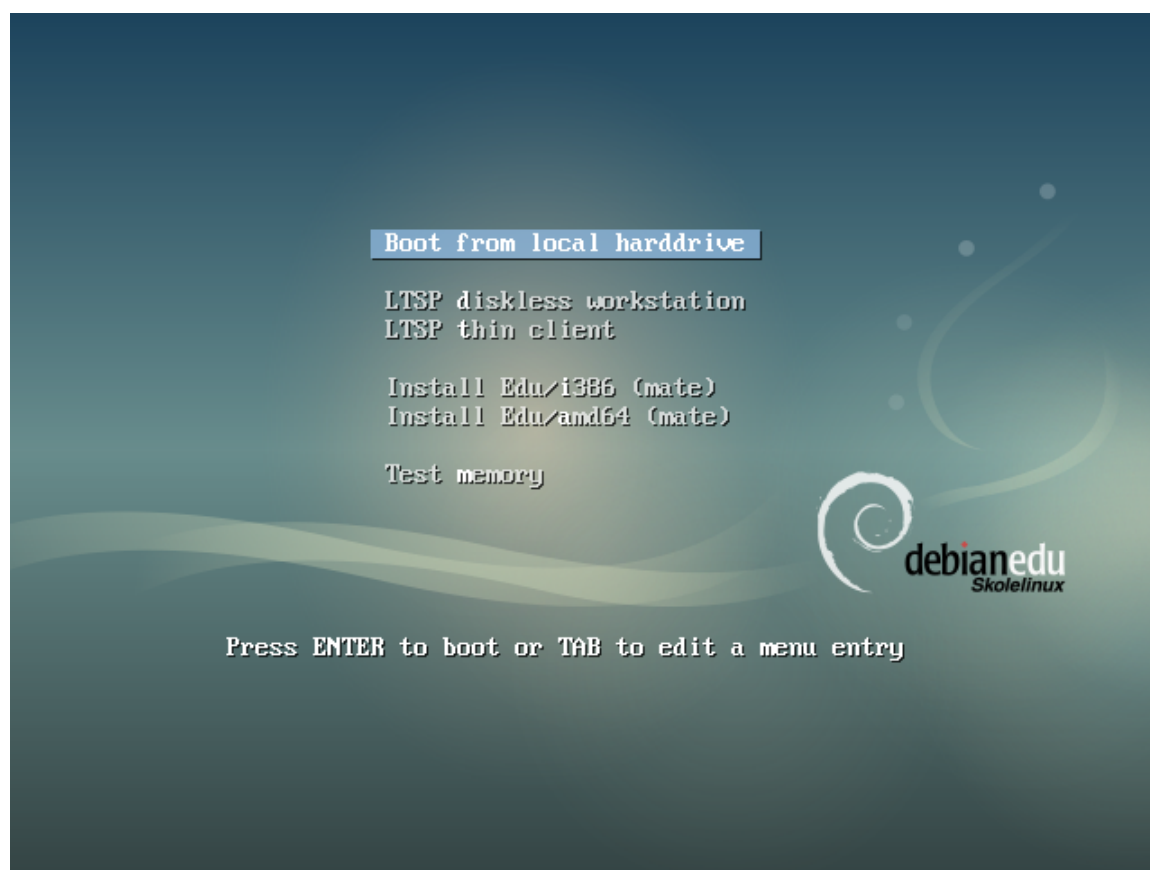 Boot from local harddrive
LTSP diskless workstation
LTSP thin client
Install Edu/i386 (mate)
Install Edu/amd64 (mate)
Test memory
debianedu
Skolelinux
Press ENTER to boot or TAB to edit a menu entry